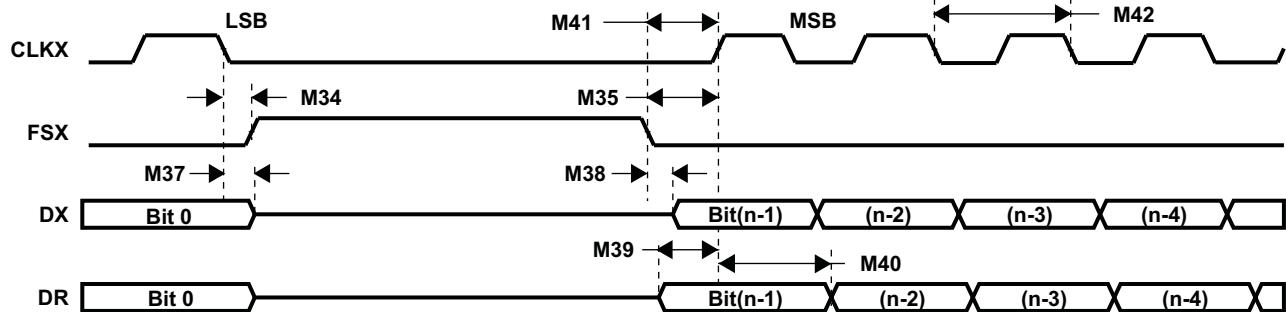 LSB M41 MSB M42
CLKX
M34 M35
FSX
M37 M38
DX Bit 0 Bit(n-1) (n-2) (n-3) (n-4)
M39 M40
DR Bit 0 Bit(n-1) (n-2) (n-3) (n-4)